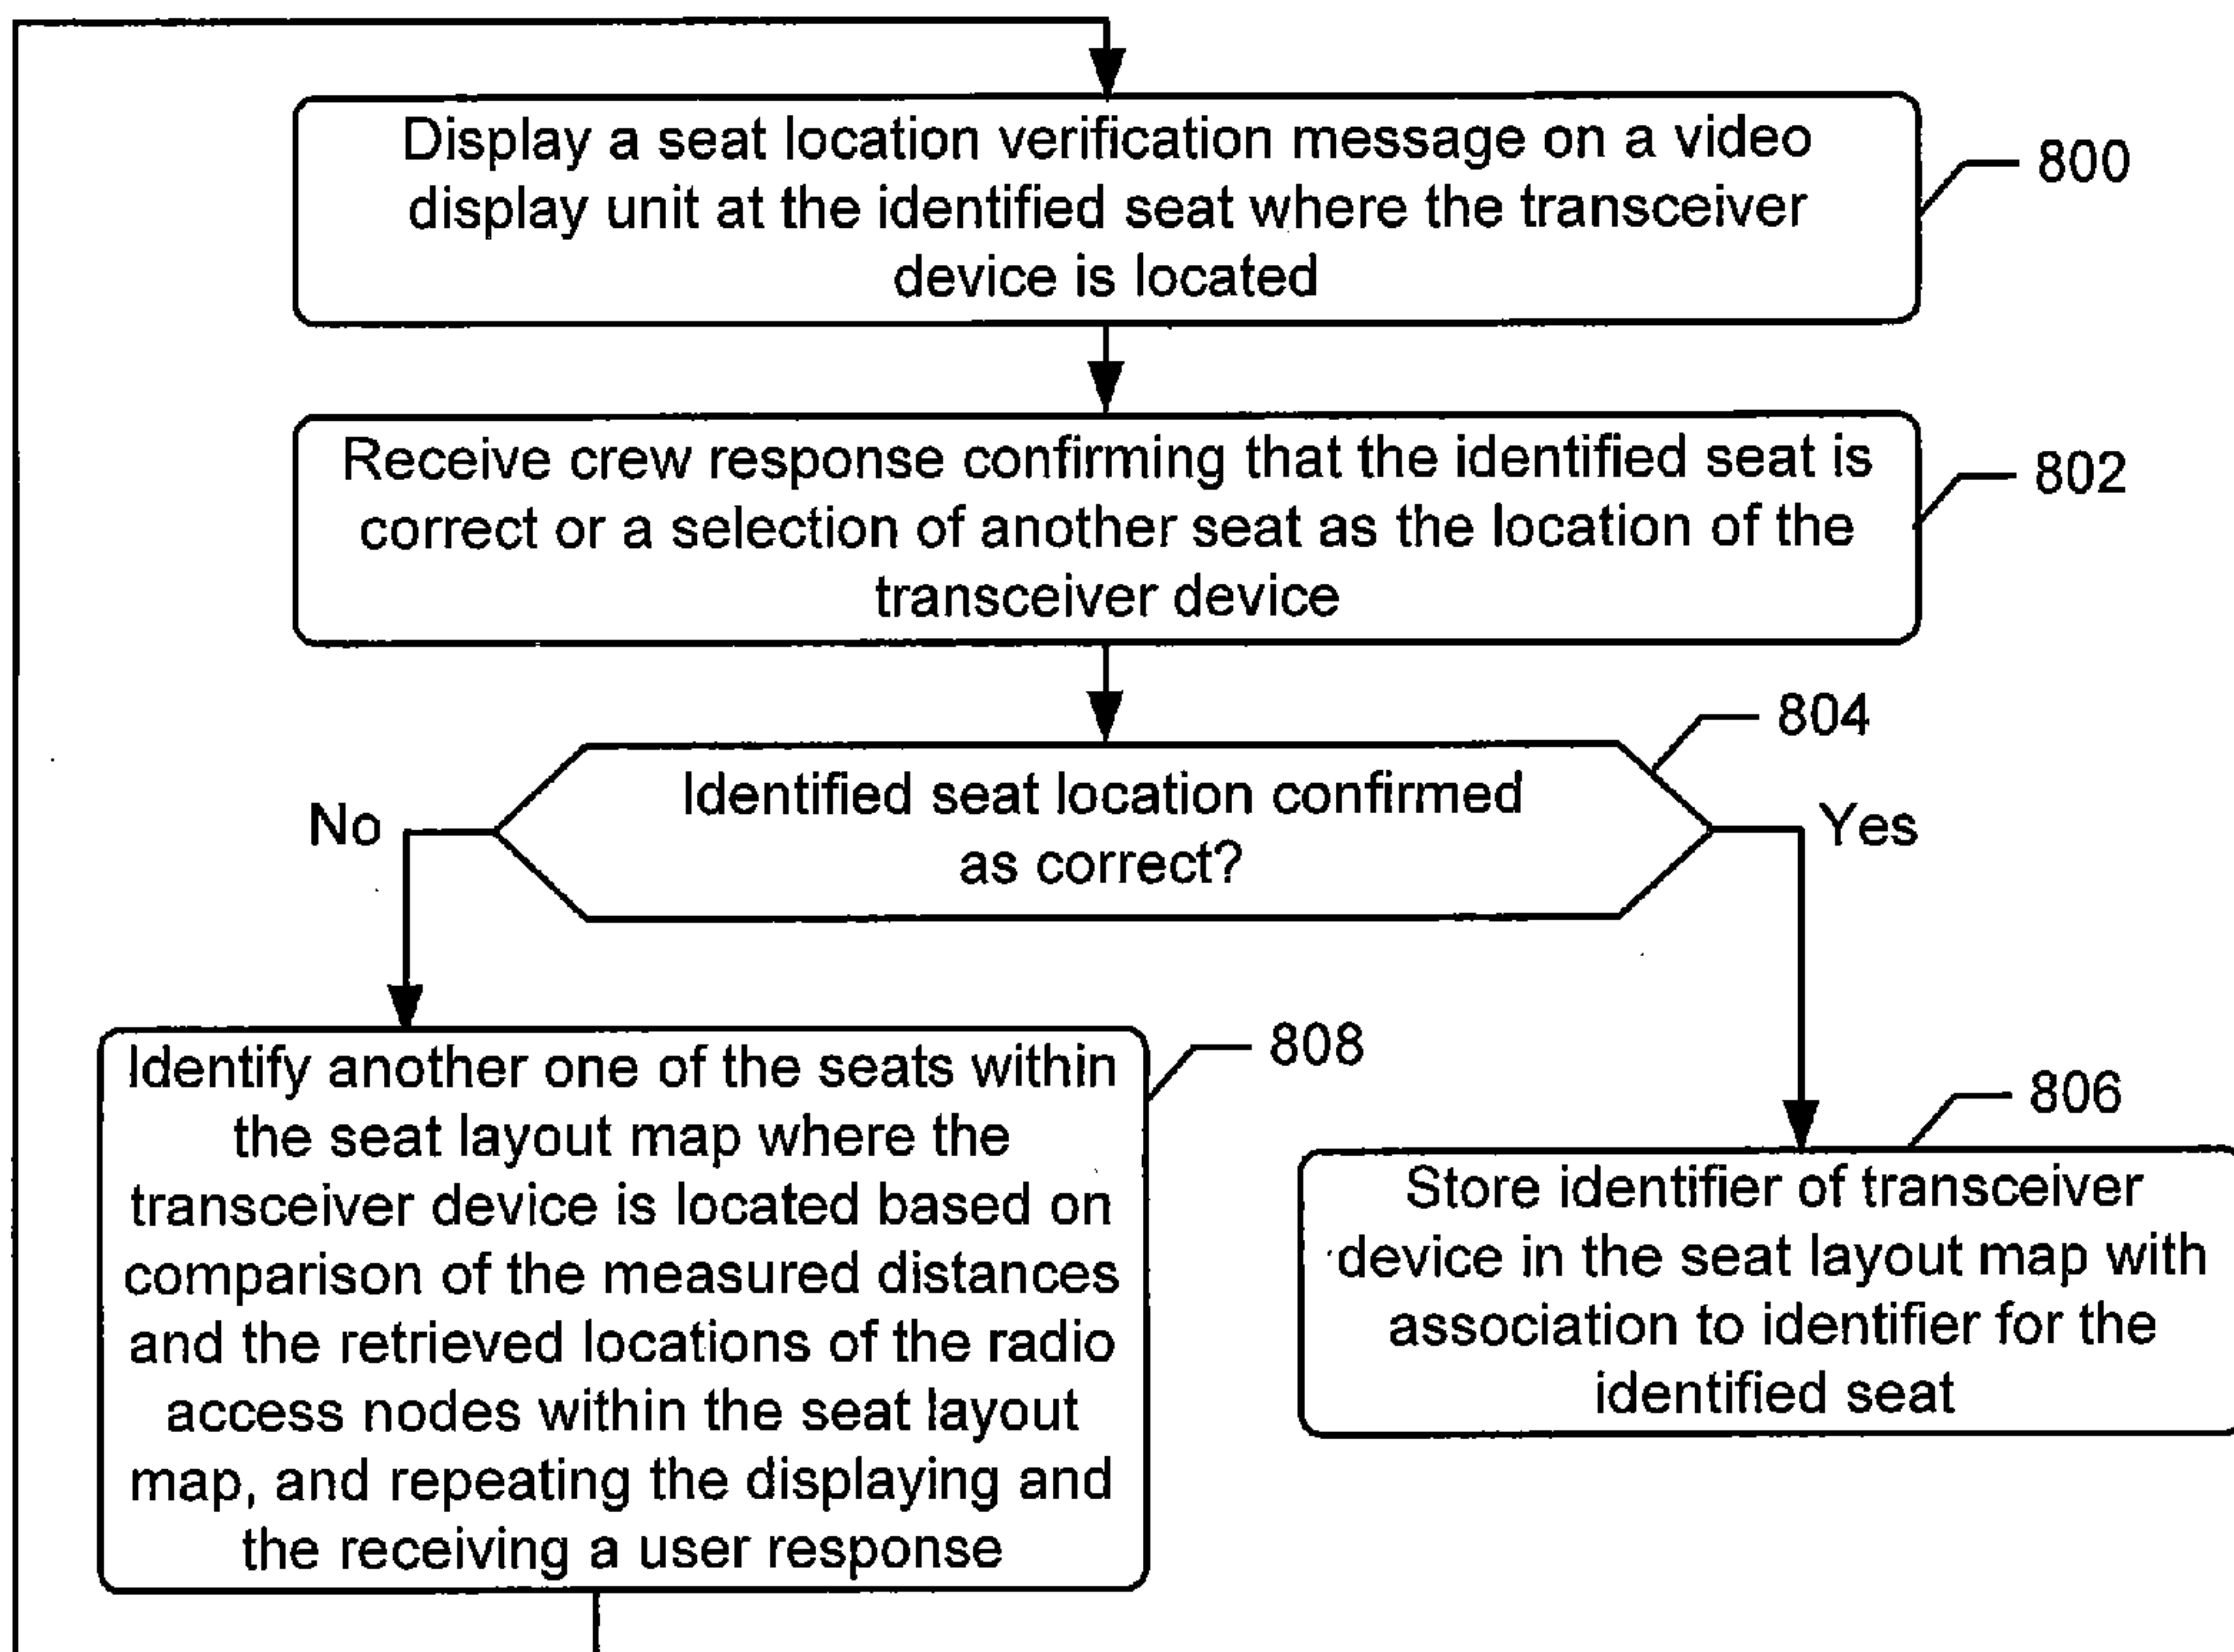 Display a seat location verification message on a video
display unit at the identified seat where the transceiver
device is located
800
Receive crew response confirming that the identified seat is
correct or a selection of another seat as the location of the
transceiver device
802
804
Identified seat location confirmed
as correct?
No
Yes
808
Identify another one of the seats within
the seat layout map where the
transceiver device is located based on
comparison of the measured distances
and the retrieved locations of the radio
access nodes within the seat layout
map, and repeating the displaying and
the receiving a user response
806
Store identifier of transceiver
device in the seat layout map with
association to identifier for the
identified seat